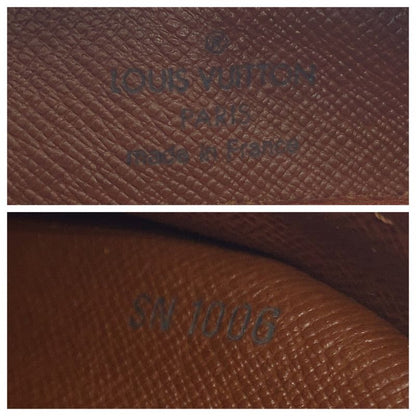 ®
LOUIS VUITTON
PARIS
made in France
SN 1006